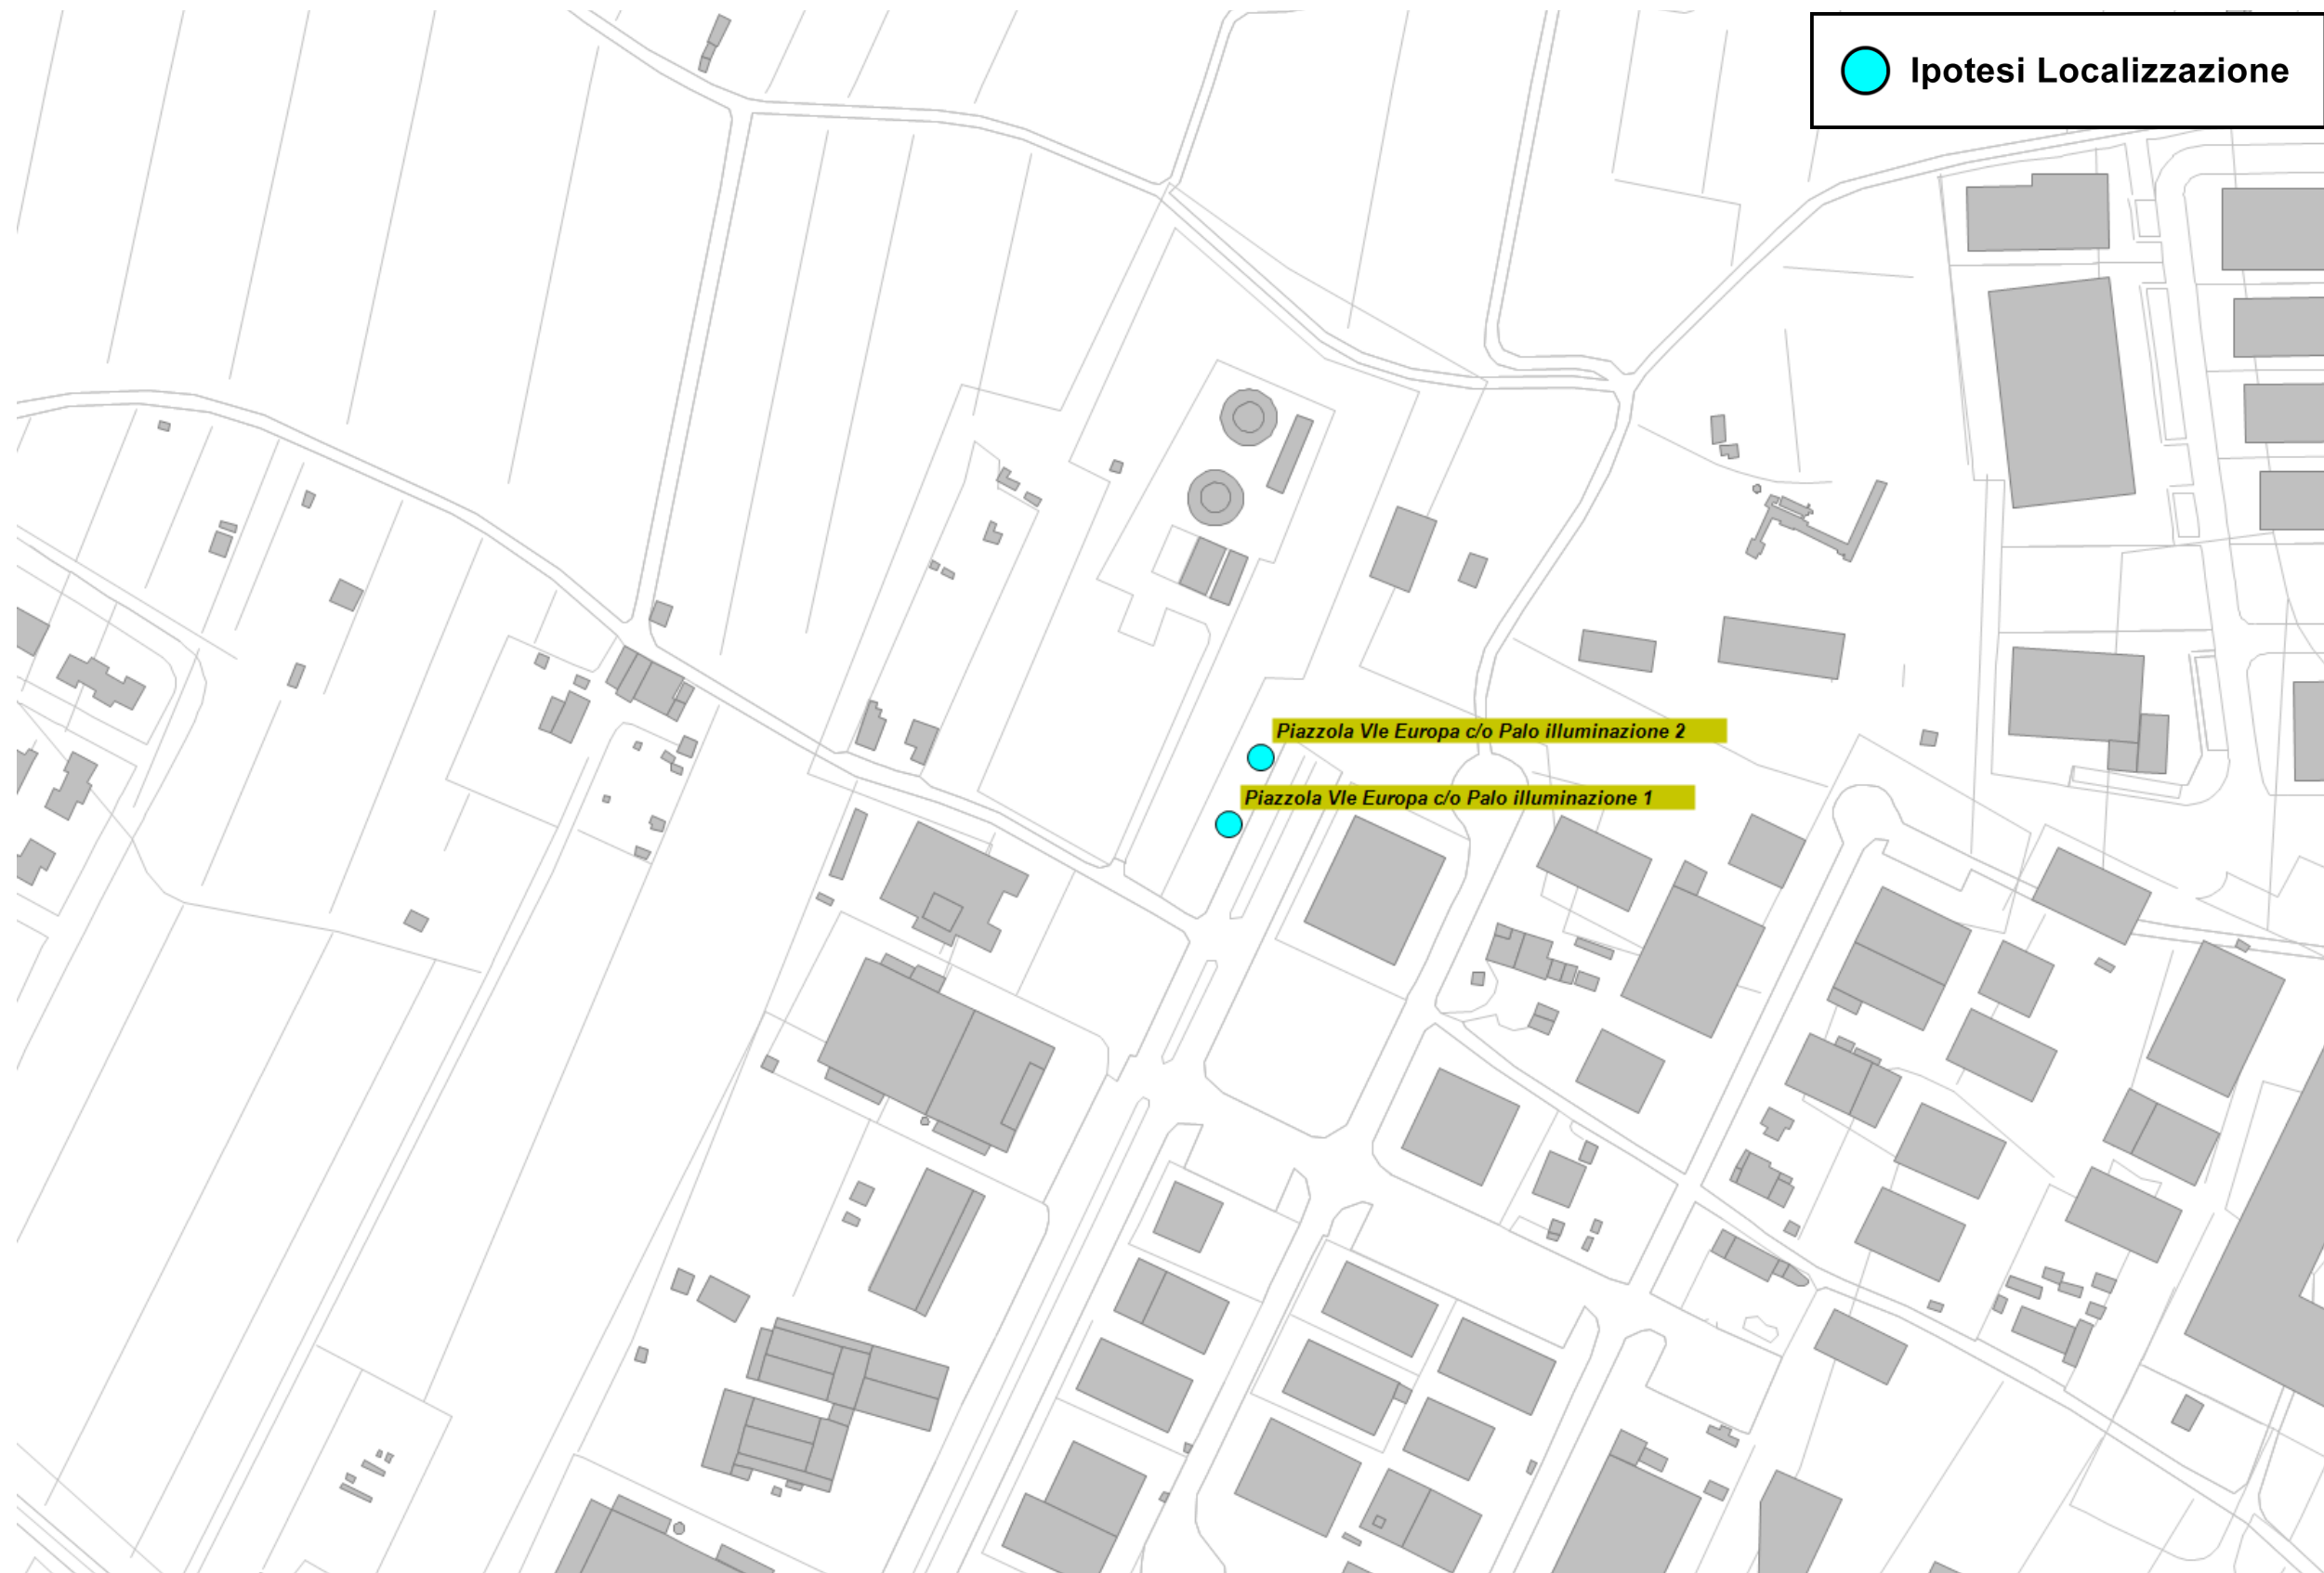 Ipotesi Localizzazione
Piazzola Vle Europa c/o Palo illuminazione 2
Piazzola Vle Europa c/o Palo illuminazione 1